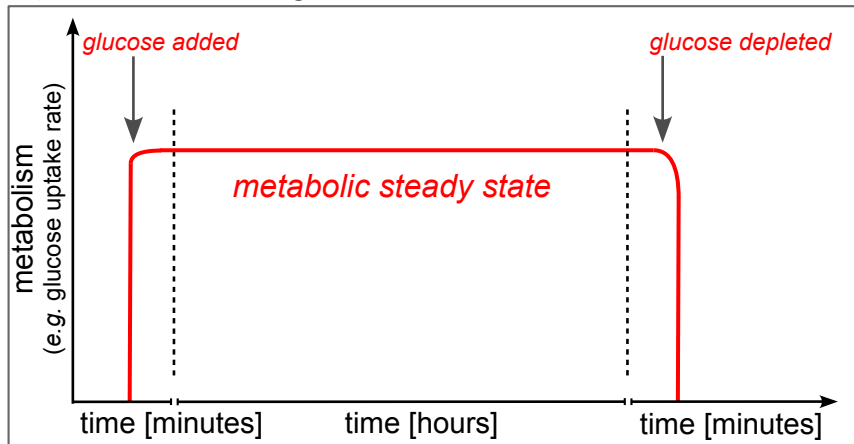 glucose added
glucose depleted
metabolic steady state
metabolism
(e.g. glucose uptake rate)
time [minutes]
time [hours]
time [minutes]